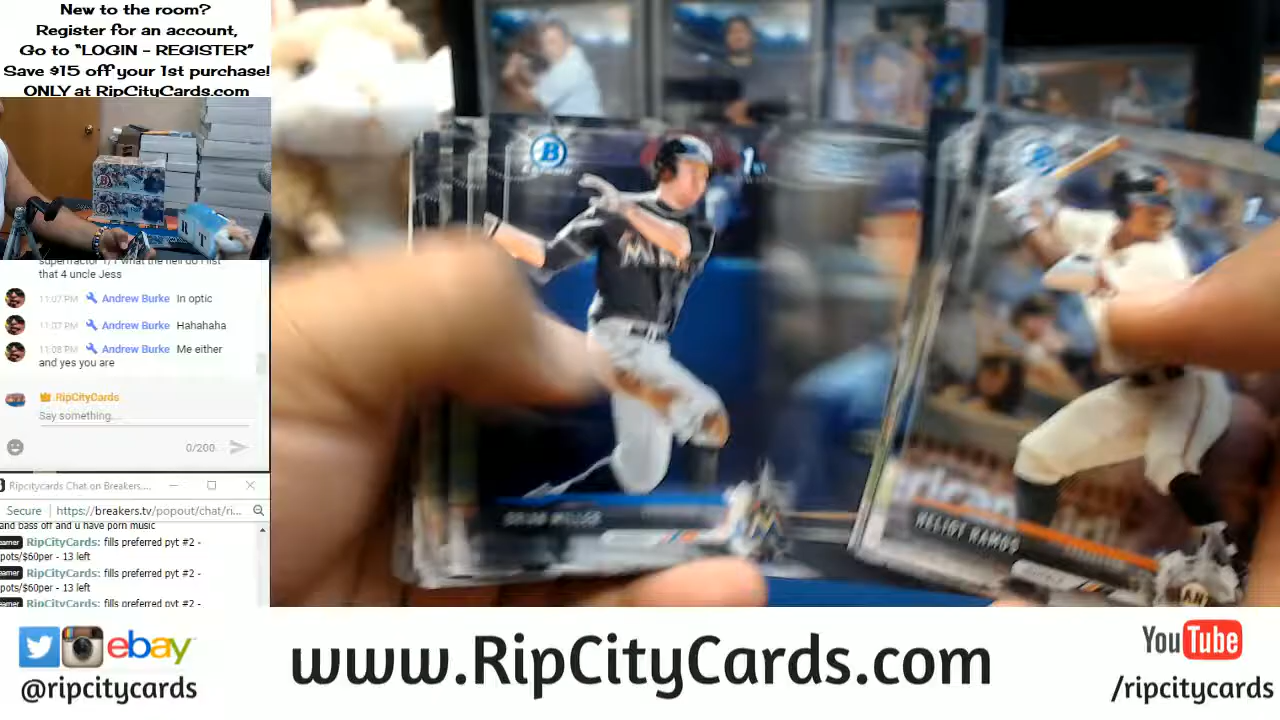 New to the room?
Register for an account,
Go to "LOGIN - REGISTER"
Save $15 off your 1st purchase!
ONLY at RipCityCards.com
that 4 uncle Jess
11:07 PM Andrew Burke In optic
11:07 PM Andrew Burke Hahahaha
11:08 PM Andrew Burke Me either
and yes you are
RipCityCards
Say something...
0/200
Ripcitycards Chat on Breakers....
Secure https://breakers.tv/popout/chat/ri...
and bass off and u have porn music
RipCityCards: fills preferred pyt #2 -
pots/$60per - 13 left
RipCityCards: fills preferred pyt #2 -
pots/$60per - 13 left
RipCityCards: fills preferred pyt #2 -
B
1st
BRIAN MILLER
HELIOT RAMOS
R T
ebay
@ripcitycards
www.RipCityCards.com
YouTube
/ripcitycards